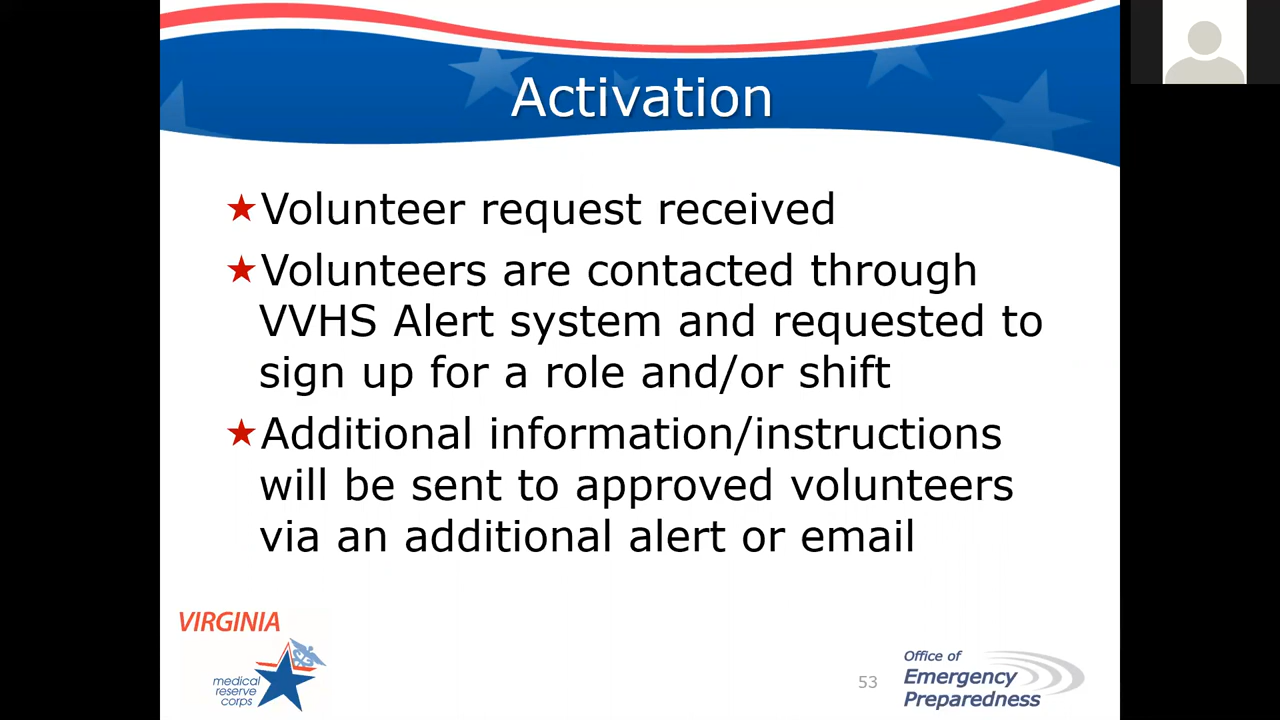 Activation
★Volunteer request received
★Volunteers are contacted through
VVHS Alert system and requested to
sign up for a role and/or shift
★Additional information/instructions
will be sent to approved volunteers
via an additional alert or email
VIRGINIA
medical
reserve
corps
53
Office of
Emergency
Preparedness